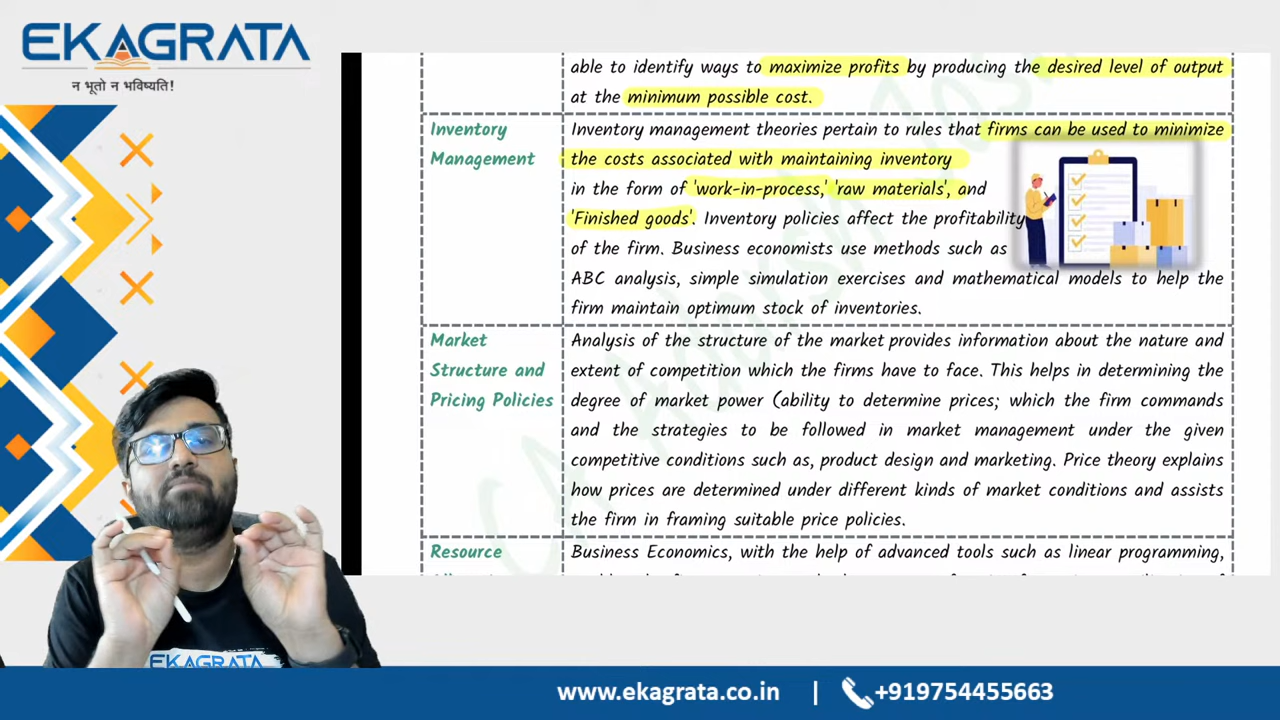 EKAGRATA
न भूतो न भविष्यति!
able to identify ways to maximize profits by producing the desired level of output
at the minimum possible cost.
Inventory
Management
Inventory management theories pertain to rules that firms can be used to minimize
the costs associated with maintaining inventory
in the form of 'work-in-process,' 'raw materials', and
'Finished goods'. Inventory policies affect the profitability
of the firm. Business economists use methods such as
ABC analysis, simple simulation exercises and mathematical models to help the
firm maintain optimum stock of inventories.
Market
Structure and
Pricing Policies
Analysis of the structure of the market provides information about the nature and
extent of competition which the firms have to face. This helps in determining the
degree of market power (ability to determine prices; which the firm commands
and the strategies to be followed in market management under the given
competitive conditions such as, product design and marketing. Price theory explains
how prices are determined under different kinds of market conditions and assists
the firm in framing suitable price policies.
Resource
Business Economics, with the help of advanced tools such as linear programming,
EKAGRATA
www.ekagrata.co.in | +919754455663